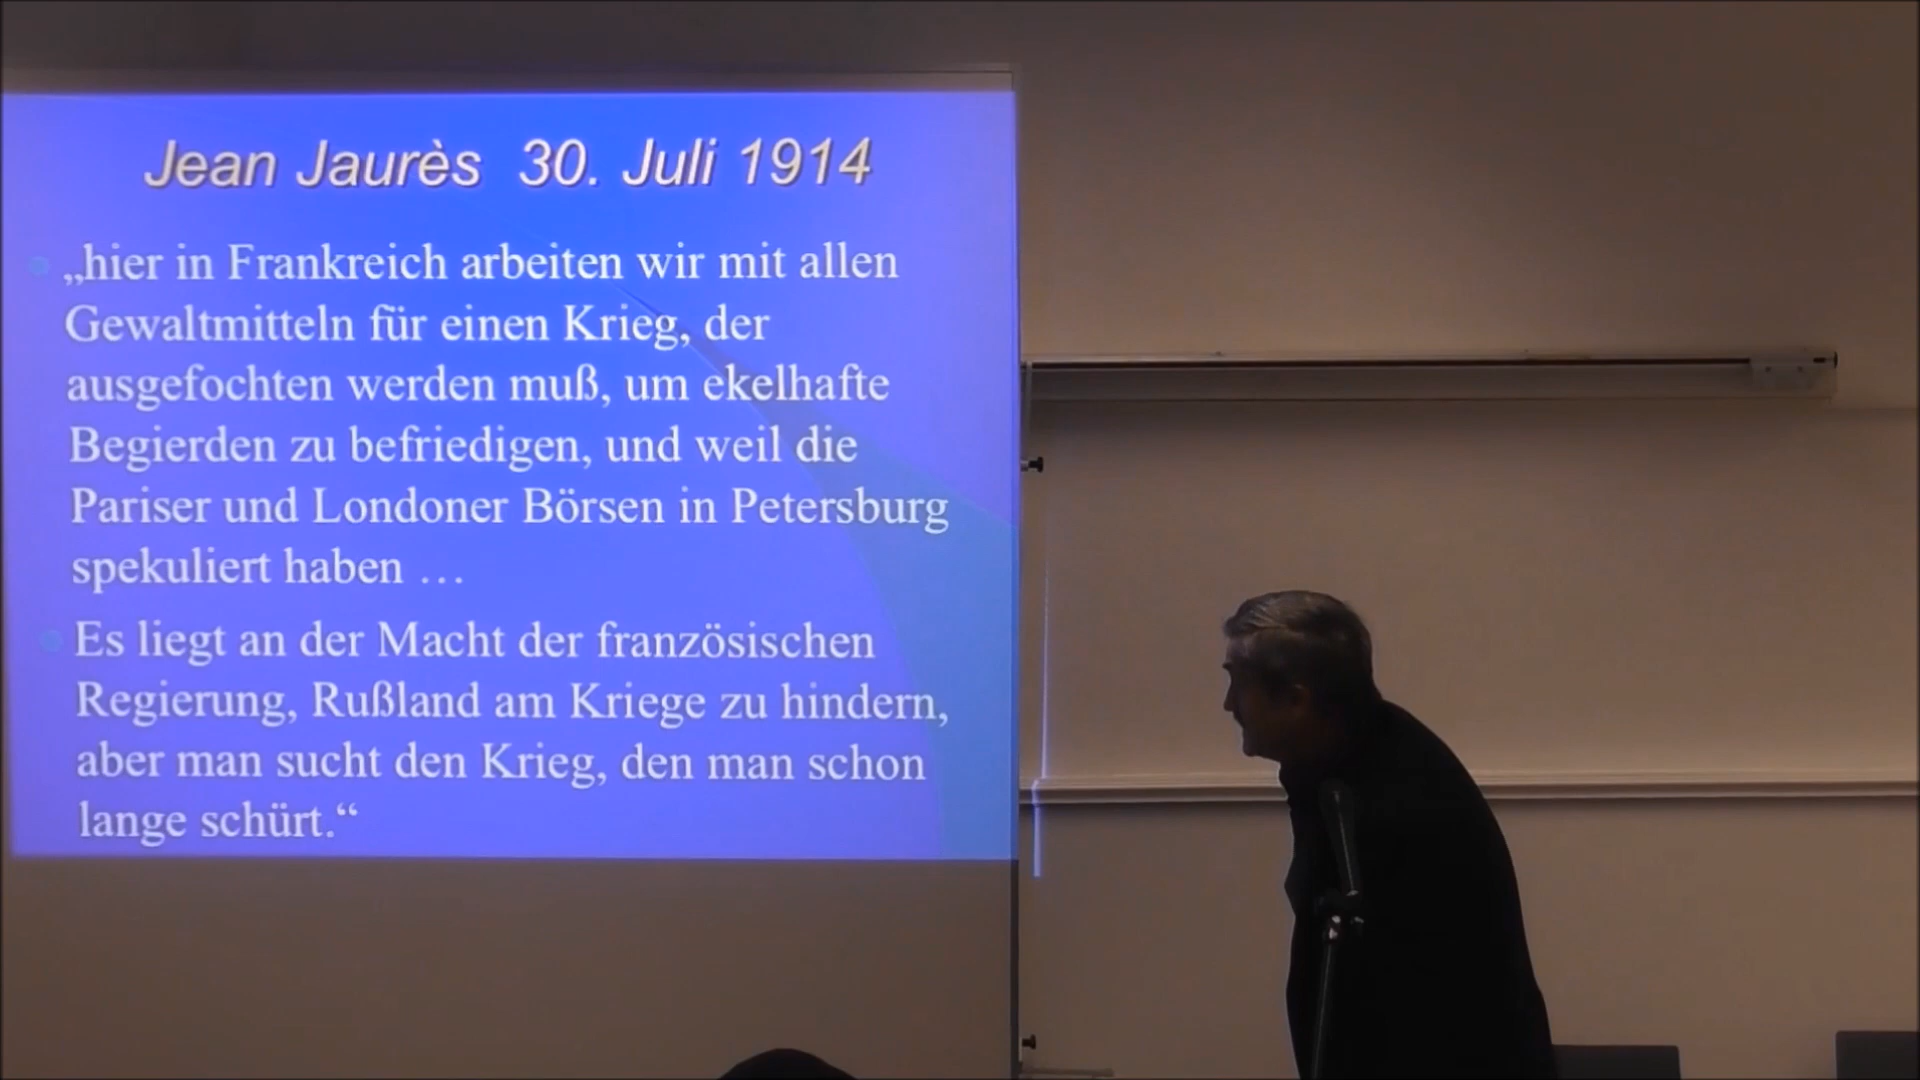 Jean Jaurès 30. Juli 1914
„hier in Frankreich arbeiten wir mit allen
Gewaltmitteln für einen Krieg, der
ausgefochten werden muß, um ekelhafte
Begierden zu befriedigen, und weil die
Pariser und Londoner Börsen in Petersburg
spekuliert haben …
Es liegt an der Macht der französischen
Regierung, Rußland am Kriege zu hindern,
aber man sucht den Krieg, den man schon
lange schürt.“